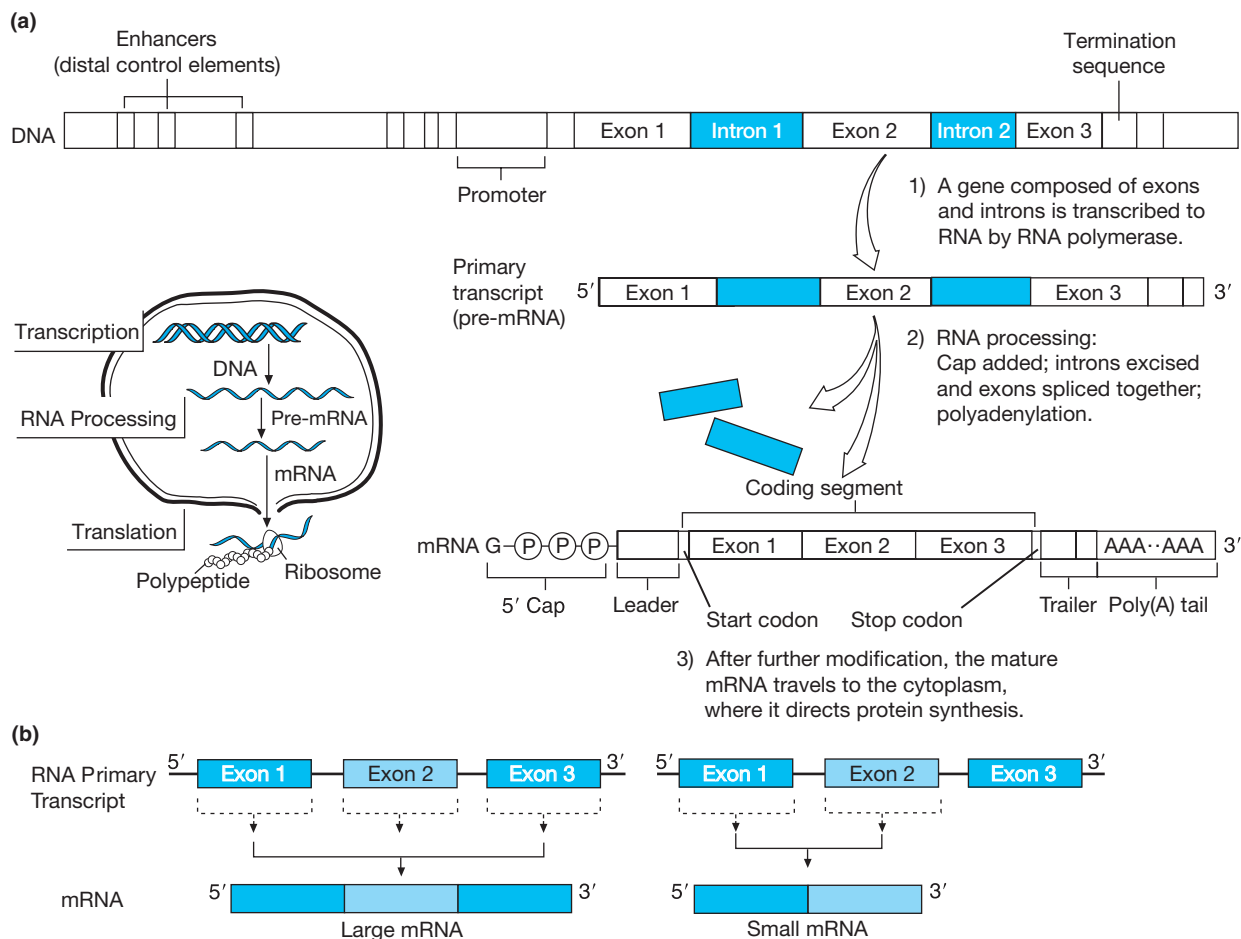 (a)
Enhancers
(distal control elements)
Termination
sequence
DNA
Exon 1
Intron 1
Exon 2
Intron 2
Exon 3
Promoter
1) A gene composed of exons
and introns is transcribed to
RNA by RNA polymerase.
Primary
transcript
(pre-mRNA)
5′
Exon 1
Exon 2
Exon 3
3′
2) RNA processing:
Cap added; introns excised
and exons spliced together;
polyadenylation.
Transcription
DNA
RNA Processing
Pre-mRNA
mRNA
Translation
Polypeptide
Ribosome
Coding segment
mRNA G P P P
Exon 1
Exon 2
Exon 3
AAA··AAA
3′
5′ Cap
Leader
Start codon
Stop codon
Trailer
Poly(A) tail
3) After further modification, the mature
mRNA travels to the cytoplasm,
where it directs protein synthesis.
(b)
RNA Primary
Transcript
5′
Exon 1
Exon 2
Exon 3
3′
5′
Exon 1
Exon 2
Exon 3
3′
mRNA
5′
3′
Large mRNA
5′
3′
Small mRNA